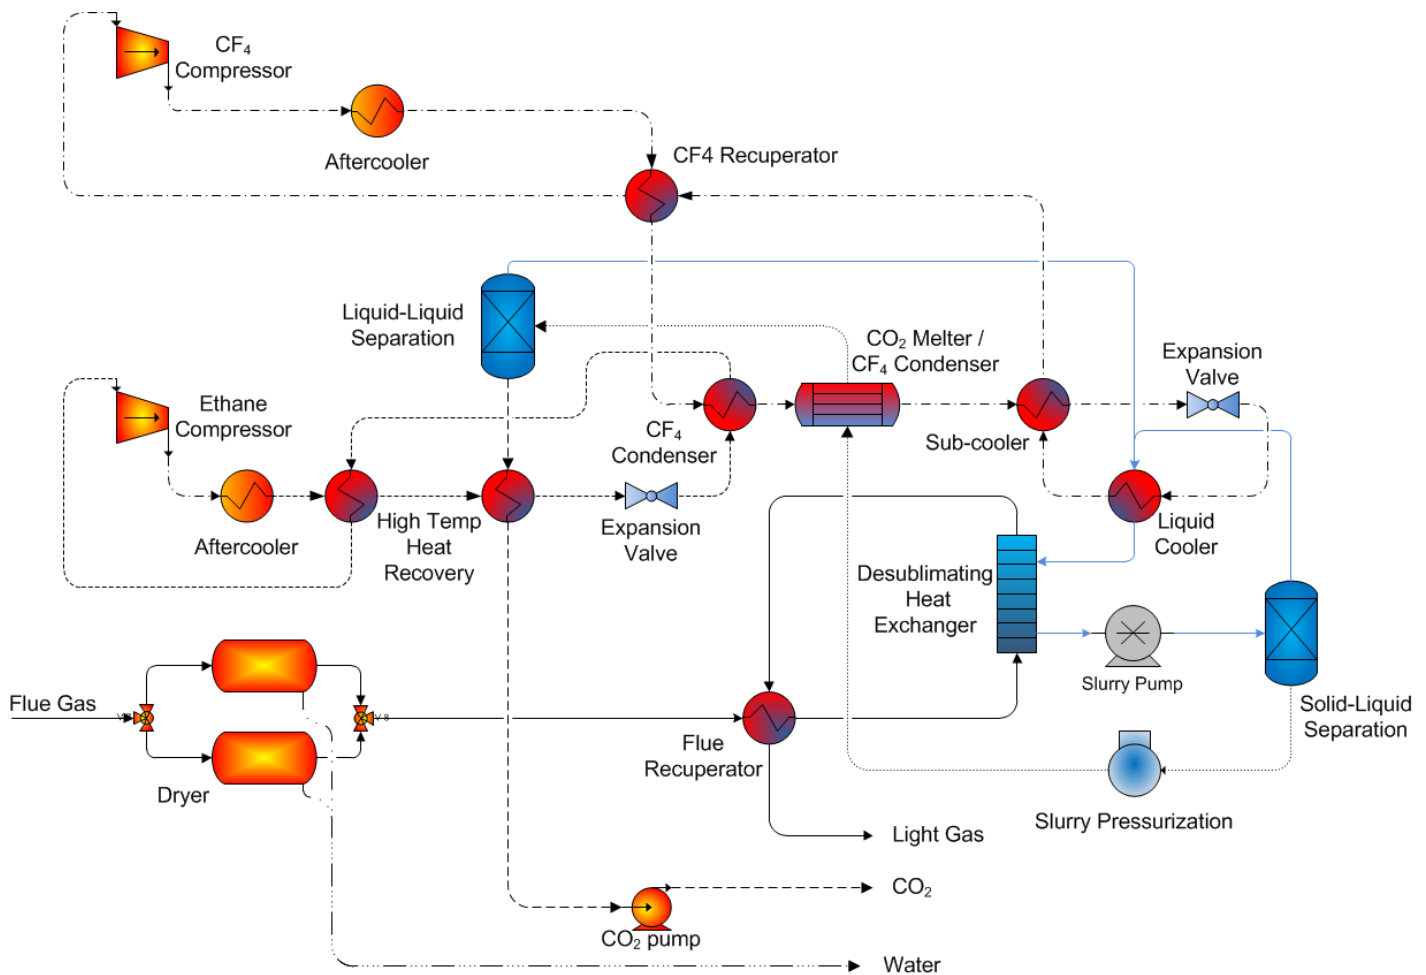 CF4
Compressor
Aftercooler
CF4 Recuperator
Liquid-Liquid
Separation
CO2 Melter /
CF4 Condenser
Expansion
Valve
Ethane
Compressor
CF4
Condenser
Sub-cooler
Aftercooler
High Temp
Heat
Recovery
Expansion
Valve
Liquid
Cooler
Desublimating
Heat
Exchanger
Slurry Pump
Solid-Liquid
Separation
Flue Gas
V-8
Dryer
Flue
Recuperator
Slurry Pressurization
Light Gas
CO2
CO2 pump
Water